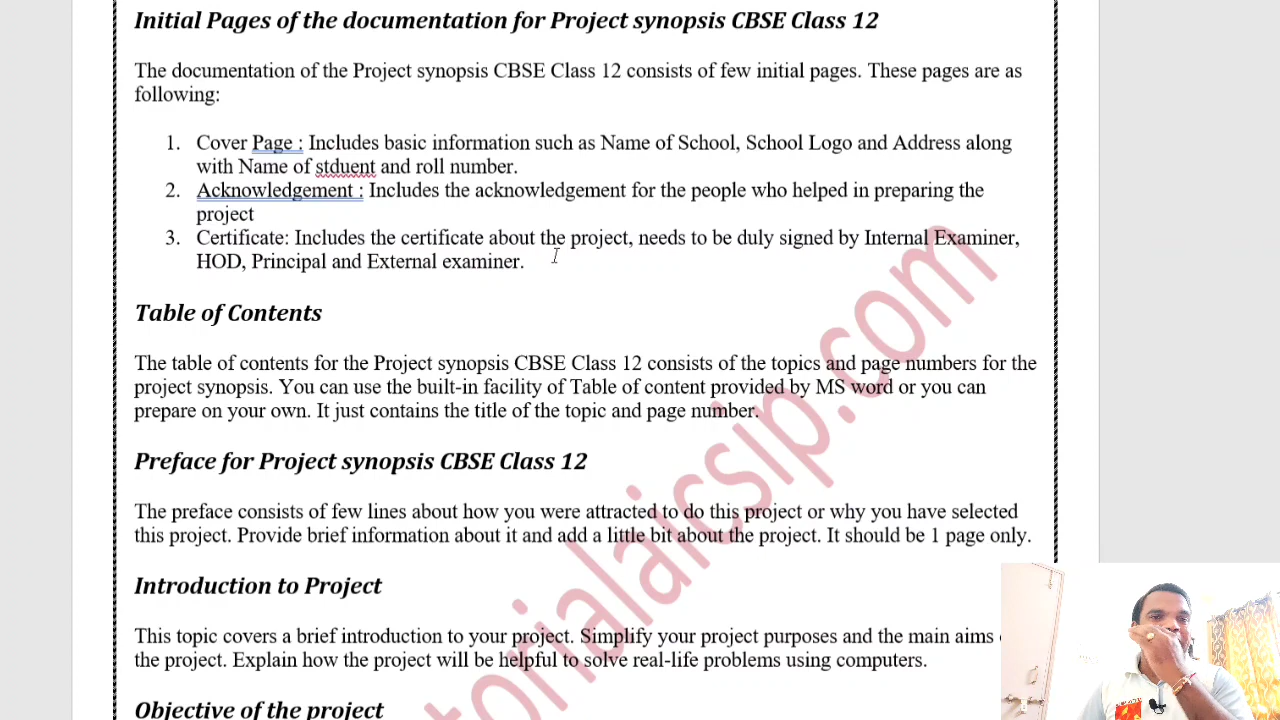 Initial Pages of the documentation for Project synopsis CBSE Class 12
The documentation of the Project synopsis CBSE Class 12 consists of few initial pages. These pages are as
following:
1. Cover Page : Includes basic information such as Name of School, School Logo and Address along
with Name of stduent and roll number.
2. Acknowledgement : Includes the acknowledgement for the people who helped in preparing the
project
3. Certificate: Includes the certificate about the project, needs to be duly signed by Internal Examiner,
HOD, Principal and External examiner.
Table of Contents
The table of contents for the Project synopsis CBSE Class 12 consists of the topics and page numbers for the
project synopsis. You can use the built-in facility of Table of content provided by MS word or you can
prepare on your own. It just contains the title of the topic and page number.
Preface for Project synopsis CBSE Class 12
The preface consists of few lines about how you were attracted to do this project or why you have selected
this project. Provide brief information about it and add a little bit about the project. It should be 1 page only.
Introduction to Project
This topic covers a brief introduction to your project. Simplify your project purposes and the main aims
the project. Explain how the project will be helpful to solve real-life problems using computers.
Objective of the project
torialaicsip.com